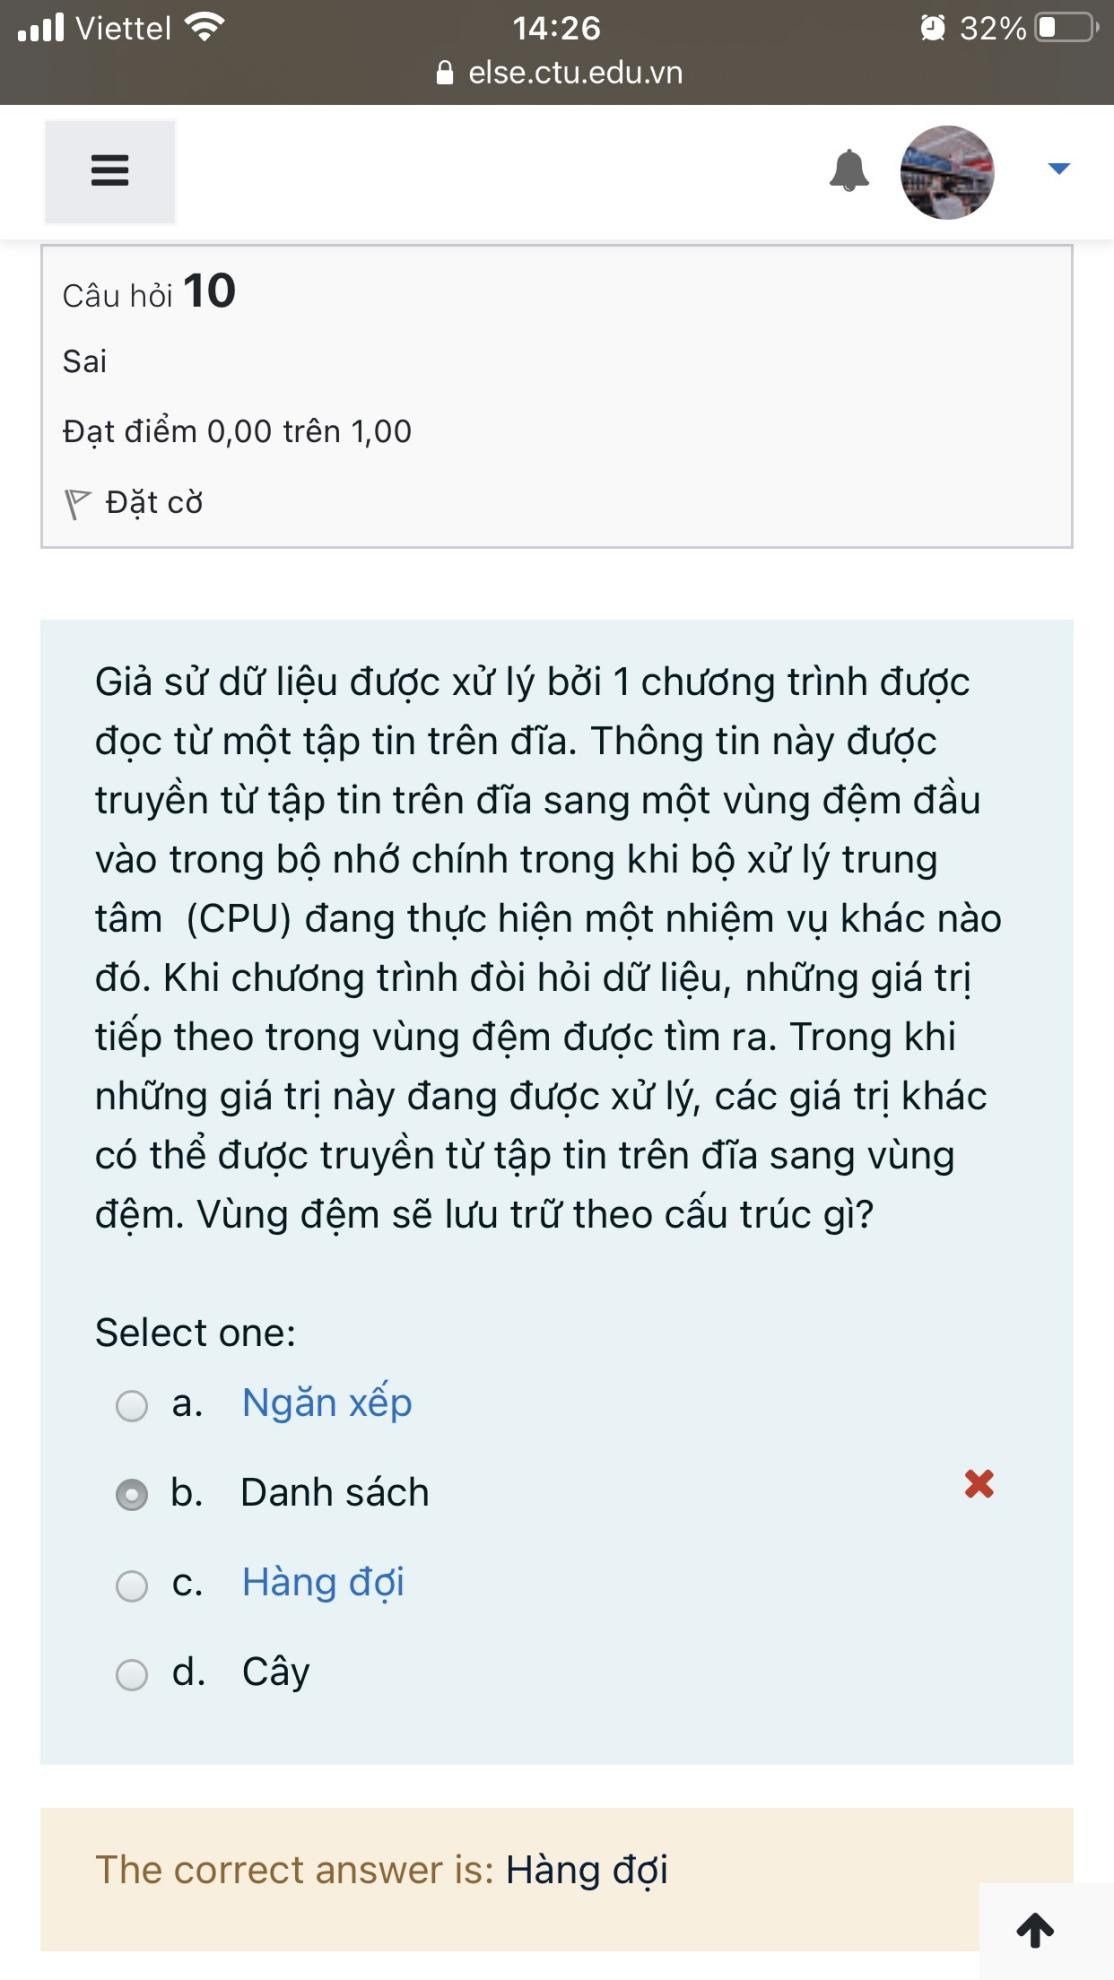 Viettel 14:26 32%
else.ctu.edu.vn
Câu hỏi 10
Sai
Đạt điểm 0,00 trên 1,00
Đặt cờ
Giả sử dữ liệu được xử lý bởi 1 chương trình được
đọc từ một tập tin trên đĩa. Thông tin này được
truyền từ tập tin trên đĩa sang một vùng đệm đầu
vào trong bộ nhớ chính trong khi bộ xử lý trung
tâm (CPU) đang thực hiện một nhiệm vụ khác nào
đó. Khi chương trình đòi hỏi dữ liệu, những giá trị
tiếp theo trong vùng đệm được tìm ra. Trong khi
những giá trị này đang được xử lý, các giá trị khác
có thể được truyền từ tập tin trên đĩa sang vùng
đệm. Vùng đệm sẽ lưu trữ theo cấu trúc gì?
Select one:
a. Ngăn xếp
b. Danh sách
c. Hàng đợi
d. Cây
The correct answer is: Hàng đợi